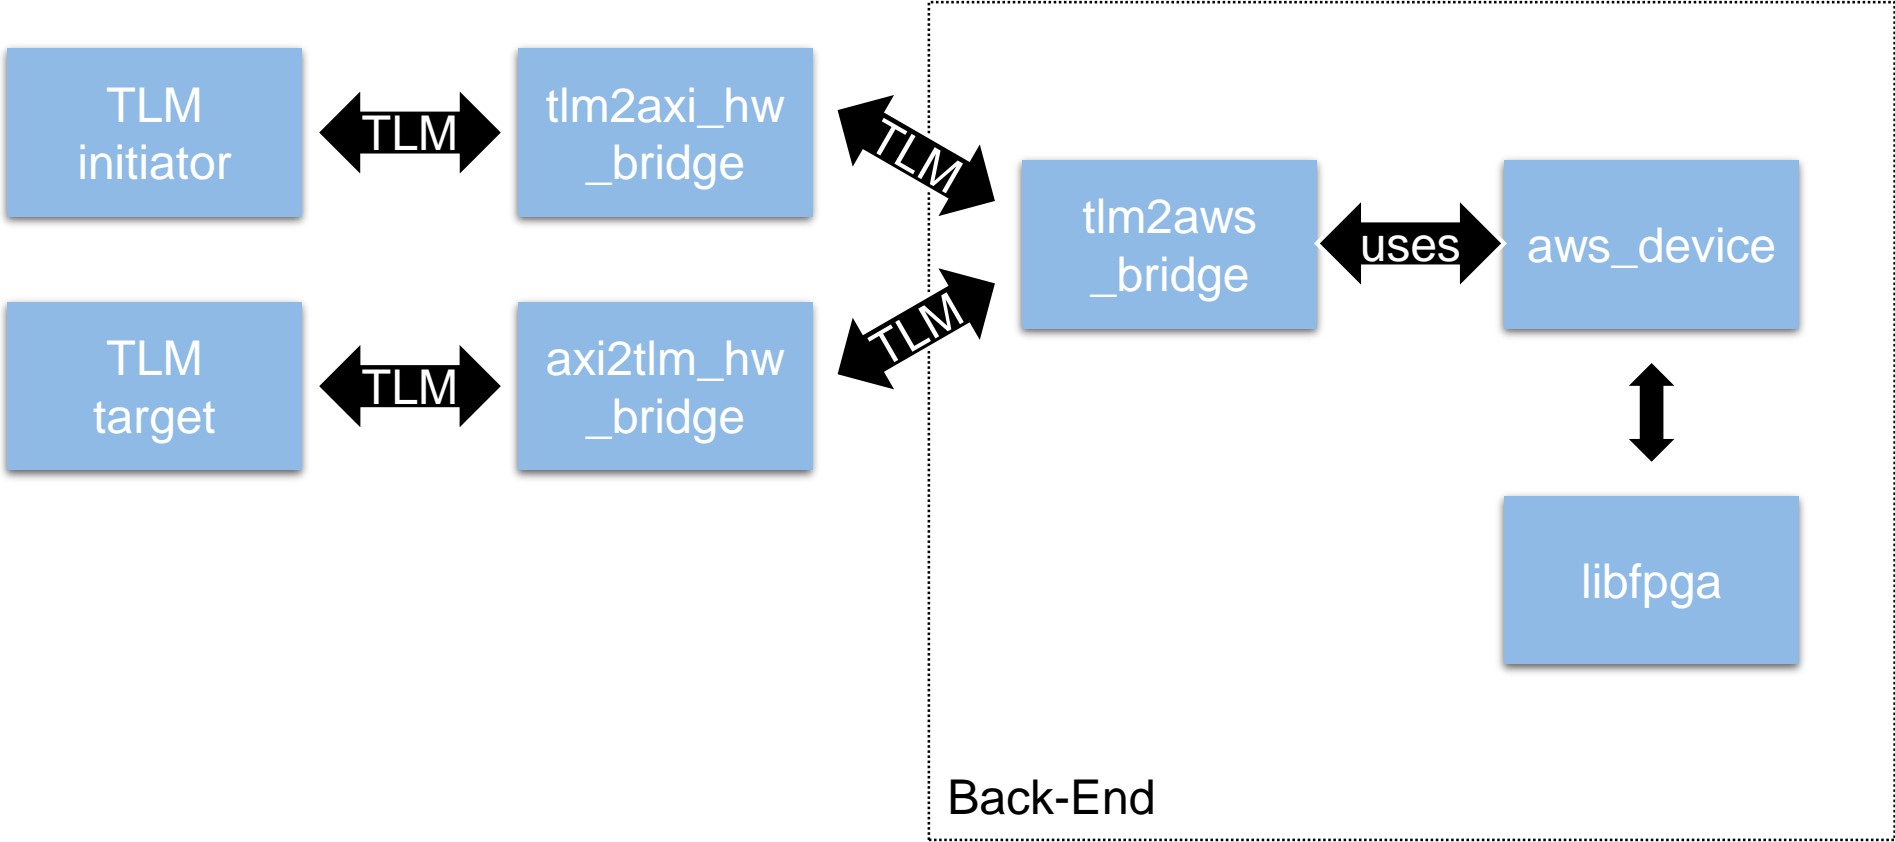 TLM
initiator
TLM
tlm2axi_hw
_bridge
TLM
TLM
target
TLM
axi2tlm_hw
_bridge
TLM
tlm2aws
_bridge
uses
aws_device
libfpga
Back-End